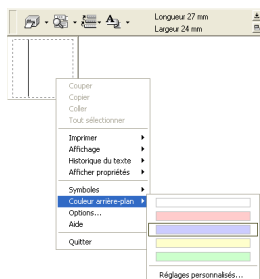 Longueur 27 mm
Largeur 24 mm
Couper
Copier
Coller
Tout sélectionner
Imprimer
Affichage
Historique du texte
Afficher propriétés
Symboles
Couleur arrière-plan
Options...
Aide
Quitter
Réglages personnalisés...